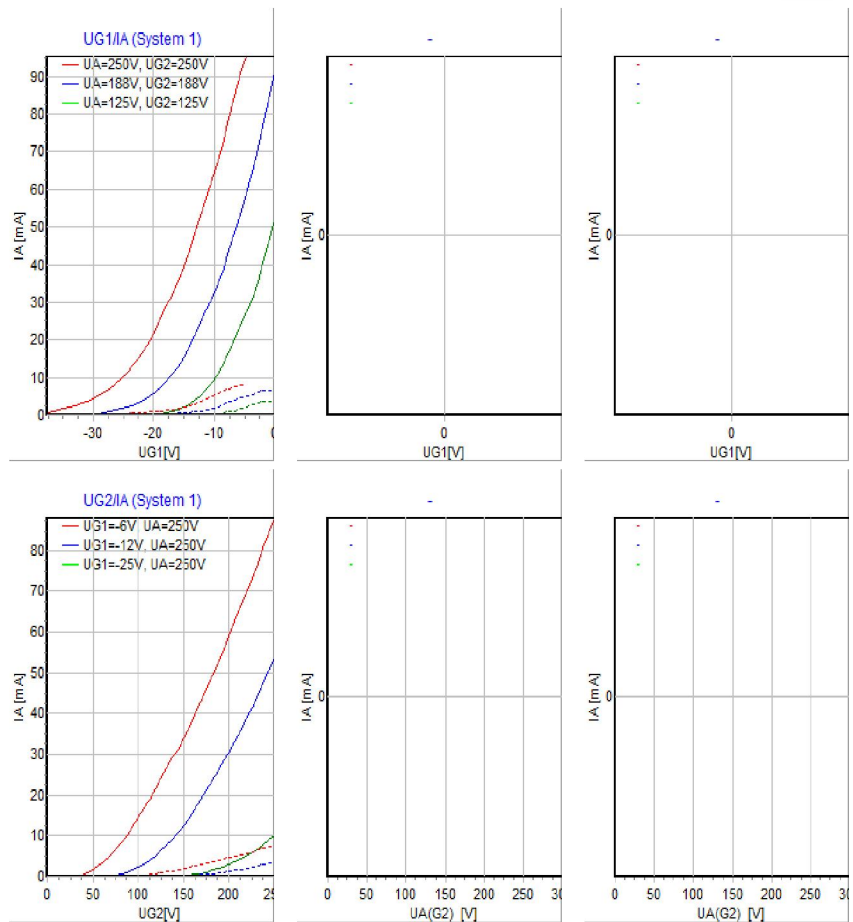 UG1/IA (System 1)
-
-
UA=250V, UG2=250V
UA=188V, UG2=188V
UA=125V, UG2=125V
90
80
70
60
50
40
30
20
10
0
IA [mA]
-30 -20 -10 0
UG1[V]
0
IA [mA]
0
UG1[V]
0
IA [mA]
0
UG1[V]
UG2/IA (System 1)
-
-
UG1=-6V, UA=250V
UG1=-12V, UA=250V
UG1=-25V, UA=250V
80
70
60
50
40
30
20
10
0
IA [mA]
0 50 100 150 200 25
UG2[V]
0
IA [mA]
0 50 100 150 200 250 30
UA(G2) [V]
0
IA [mA]
0 50 100 150 200 250 30
UA(G2) [V]